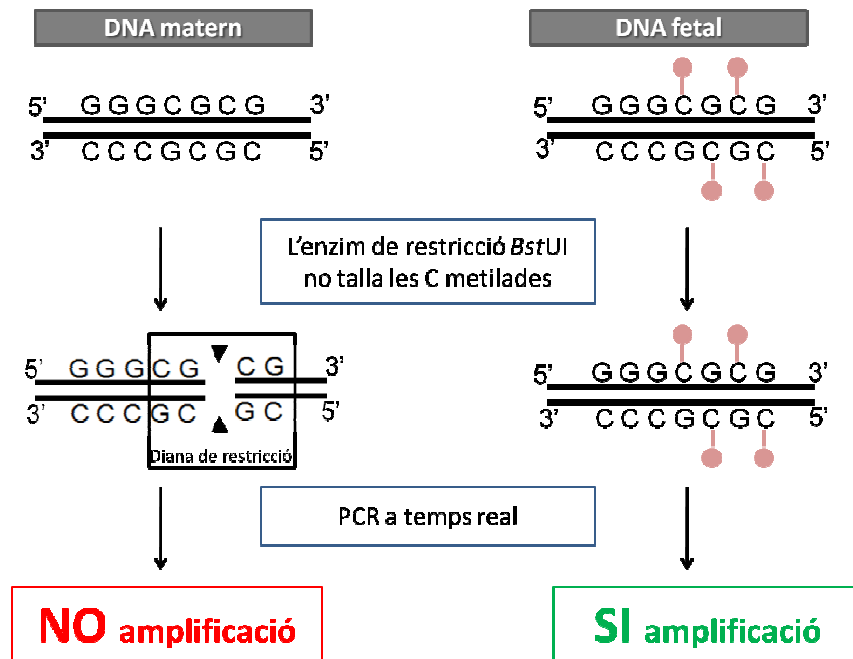 DNA matern
DNA fetal
5' GGGCGCG 3'
3' CCCGCGC 5'
5' GGGCGCG 3'
3' CCCGCGC 5'
L'enzim de restricció BstUI
no talla les C metilades
5' GGGCG CG 3'
3' CCCGC GC 5'
Diana de restricció
5' GGGCGCG 3'
3' CCCGCGC 5'
PCR a temps real
NO amplificació
SI amplificació